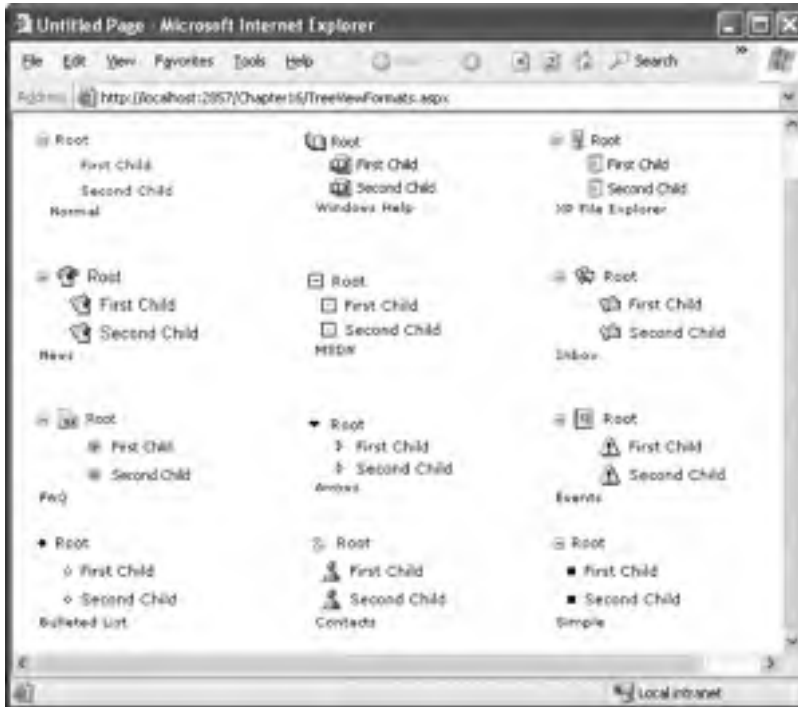 Untitled Page - Microsoft Internet Explorer
File Edit View Favorites Tools Help Search »
Address http://localhost:2857/Chapter16/TreeViewFormats.aspx
Root
First Child
Second Child
Normal
Root
First Child
Second Child
Windows Help
Root
First Child
Second Child
XP File Explorer
Root
First Child
Second Child
News
Root
First Child
Second Child
MSDN
Root
First Child
Second Child
Inbox
Root
First Child
Second Child
FAQ
Root
First Child
Second Child
Arrows
Root
First Child
Second Child
Events
Root
First Child
Second Child
Bulleted List
Root
First Child
Second Child
Contacts
Root
First Child
Second Child
Simple
Local intranet